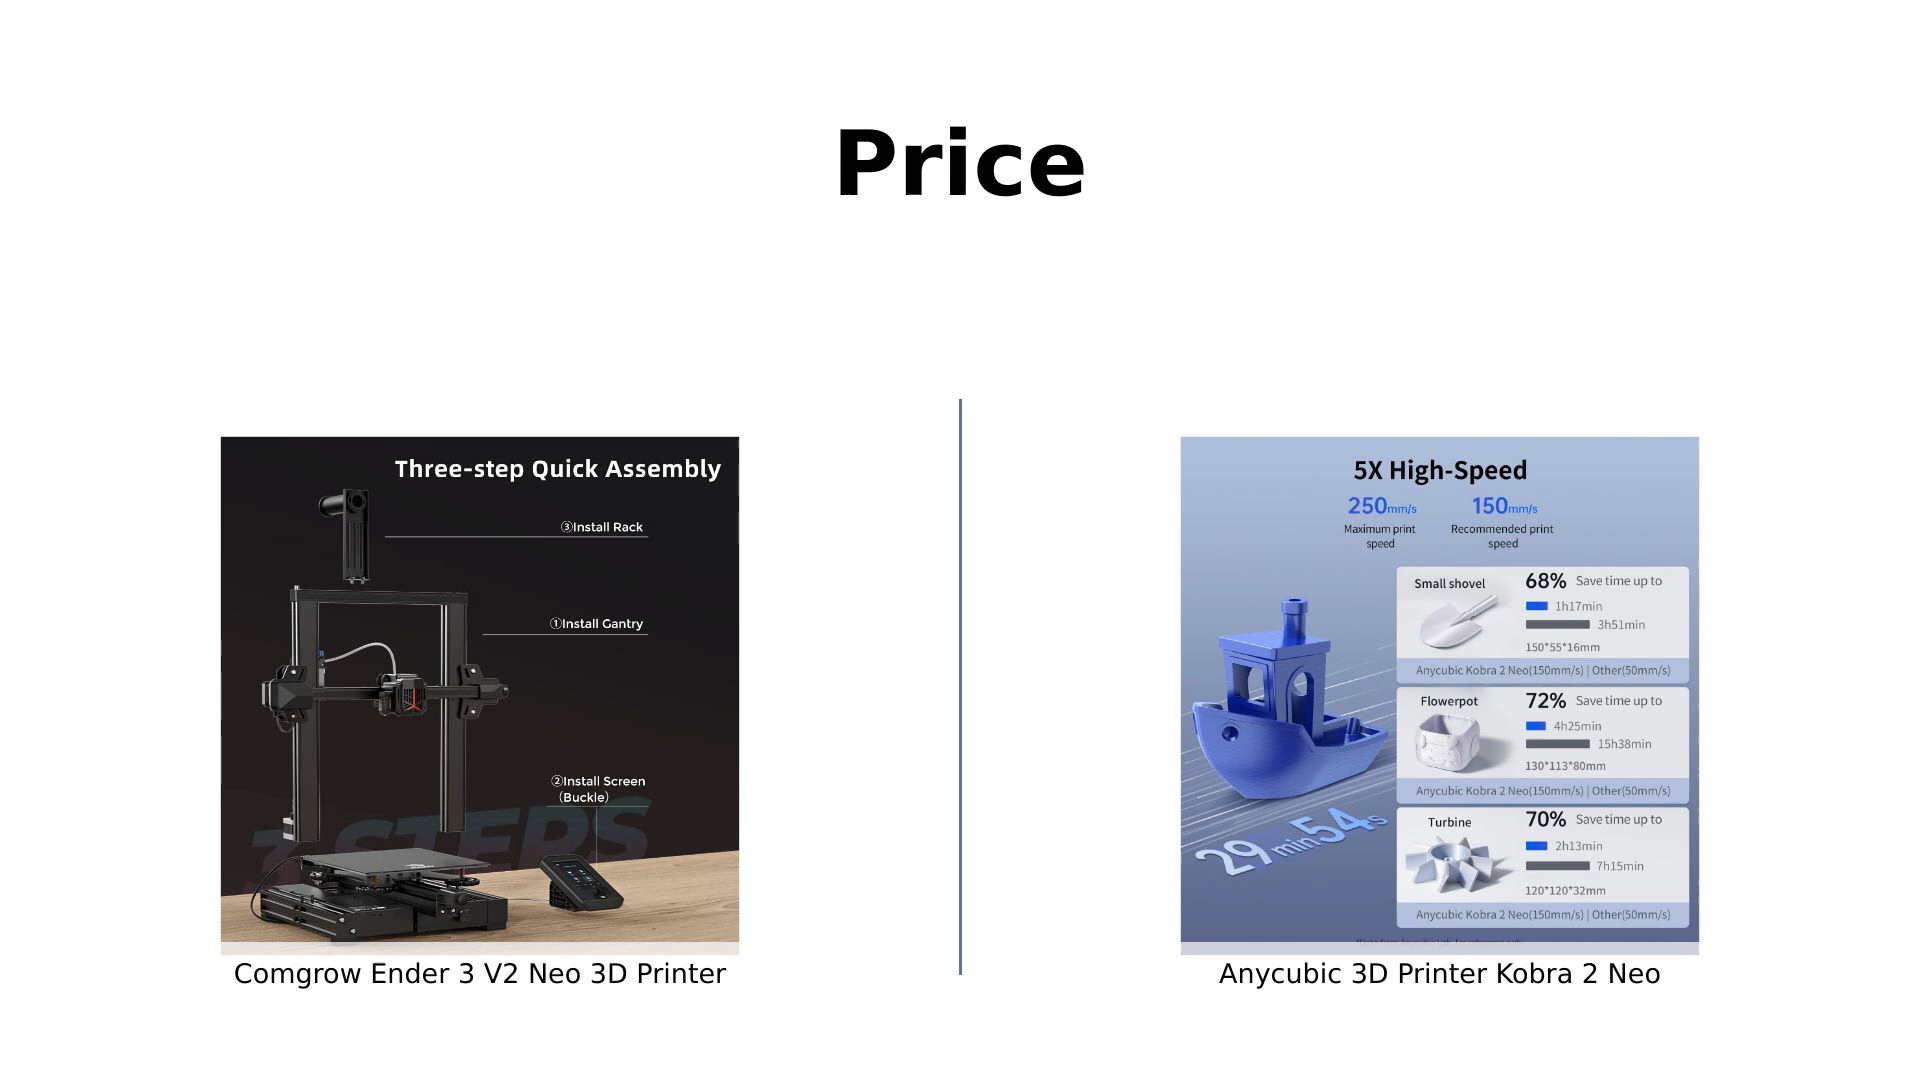 Price
Three-step Quick Assembly
③Install Rack
①Install Gantry
②Install Screen
(Buckle)
3 STEPS
Comgrow Ender 3 V2 Neo 3D Printer
5X High-Speed
250mm/s 150mm/s
Maximum print Recommended print
speed speed
Small shovel 68% Save time up to
1h17min
3h51min
150*55*16mm
Anycubic Kobra 2 Neo(150mm/s) | Other(50mm/s)
Flowerpot 72% Save time up to
4h25min
15h38min
130*113*80mm
Anycubic Kobra 2 Neo(150mm/s) | Other(50mm/s)
Turbine 70% Save time up to
2h13min
7h15min
120*120*32mm
Anycubic Kobra 2 Neo(150mm/s) | Other(50mm/s)
29min54s
Anycubic 3D Printer Kobra 2 Neo